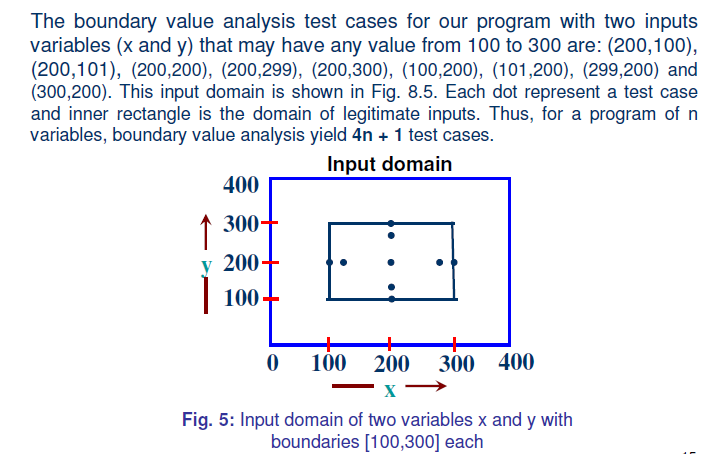 The boundary value analysis test cases for our program with two inputs
variables (x and y) that may have any value from 100 to 300 are: (200,100),
(200,101), (200,200), (200,299), (200,300), (100,200), (101,200), (299,200) and
(300,200). This input domain is shown in Fig. 8.5. Each dot represent a test case
and inner rectangle is the domain of legitimate inputs. Thus, for a program of n
variables, boundary value analysis yield 4n + 1 test cases.
Input domain
400
300
y 200
100
0 100 200 300 400
x
Fig. 5: Input domain of two variables x and y with
boundaries [100,300] each